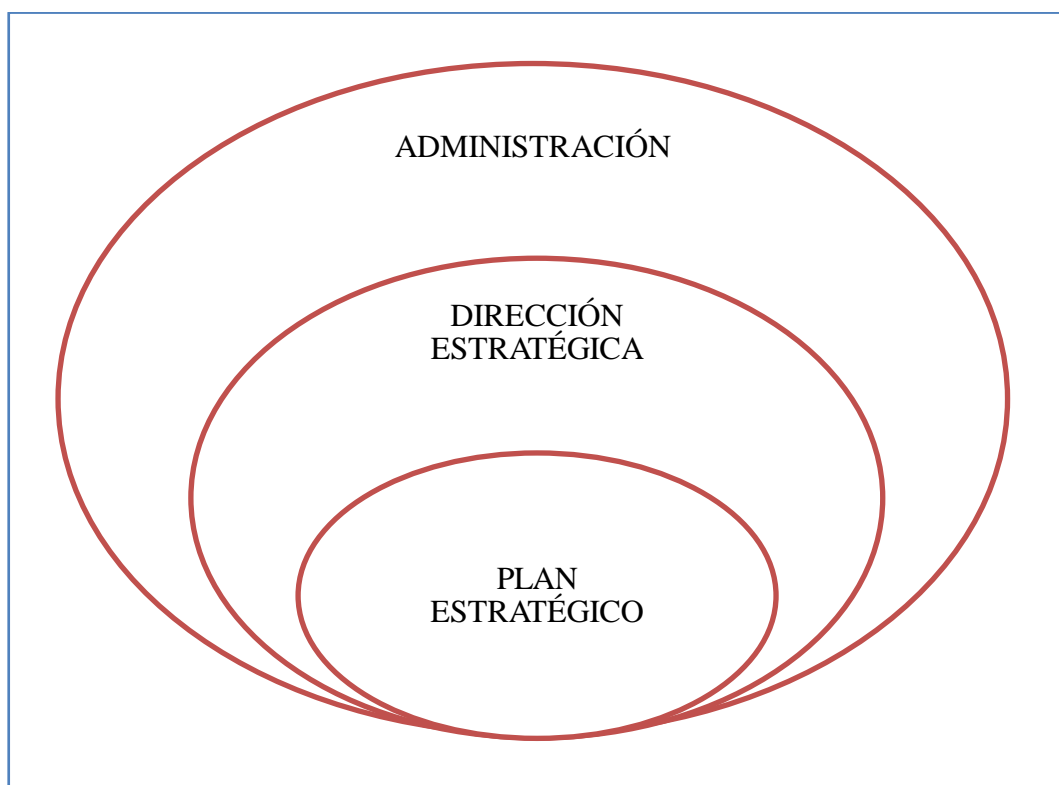 ADMINISTRACIÓN
DIRECCIÓN
ESTRATÉGICA
PLAN
ESTRATÉGICO